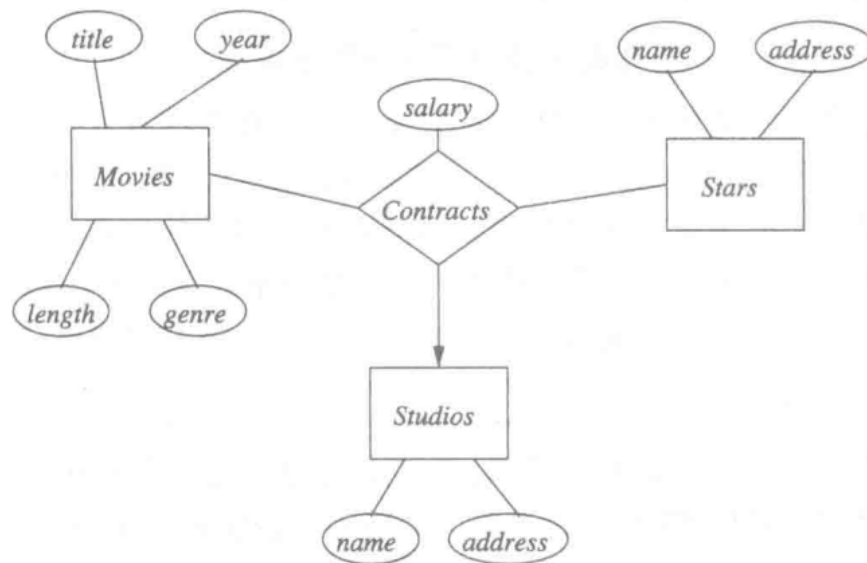 title
year
name
address
salary
Movies
Contracts
Stars
length
genre
Studios
name
address